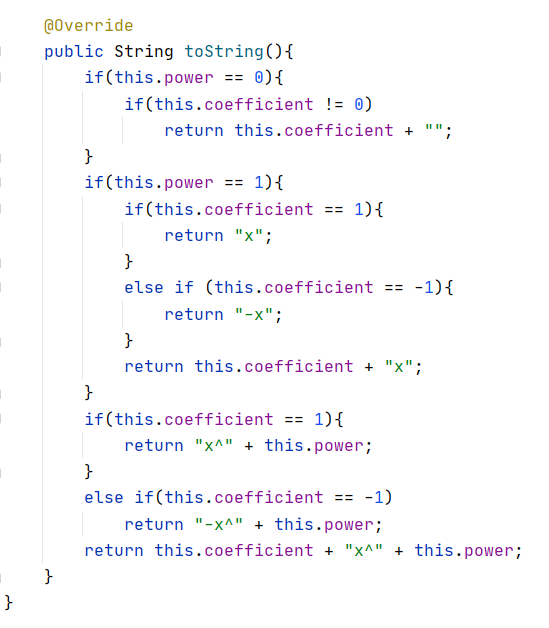 @Override
public String toString(){
if(this.power == 0){
if(this.coefficient != 0)
return this.coefficient + "";
}
if(this.power == 1){
if(this.coefficient == 1){
return "x";
}
else if (this.coefficient == -1){
return "-x";
}
return this.coefficient + "x";
}
if(this.coefficient == 1){
return "x^" + this.power;
}
else if(this.coefficient == -1)
return "-x^" + this.power;
return this.coefficient + "x^" + this.power;
}
}